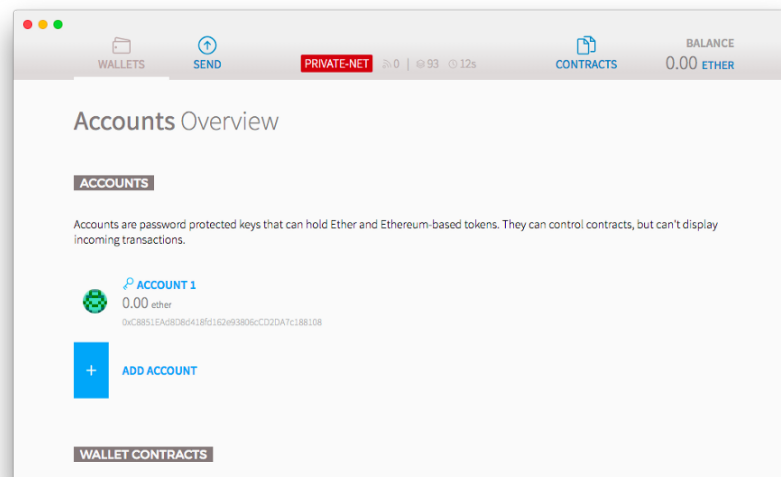 WALLETS
SEND
PRIVATE-NET 0 | 93 12s
CONTRACTS
BALANCE
0.00 ETHER
Accounts Overview
ACCOUNTS
Accounts are password protected keys that can hold Ether and Ethereum-based tokens. They can control contracts, but can't display
incoming transactions.
ACCOUNT 1
0.00 ether
0xC8851EAd8D8d418fd162e93806cCD2DA7c188108
+
ADD ACCOUNT
WALLET CONTRACTS